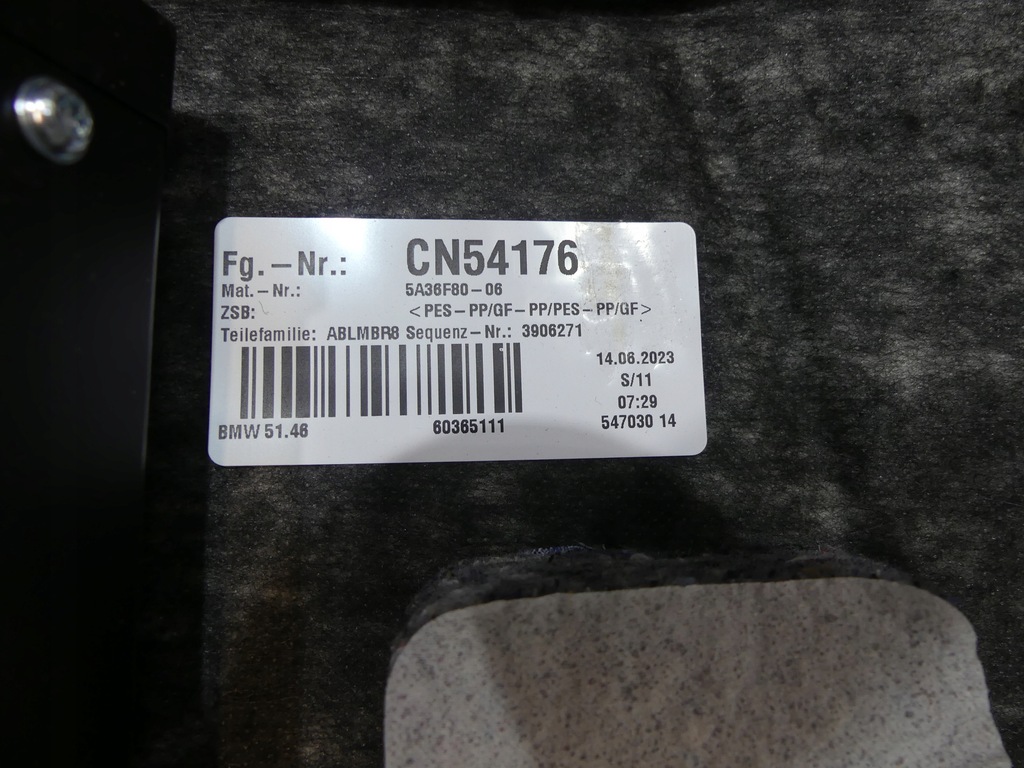 Fg.–Nr.: CN54176
Mat.–Nr.: 5A36F80–06
ZSB: <PES–PP/GF–PP/PES–PP/GF>
Teilefamilie: ABLMBR8 Sequenz–Nr.: 3906271
14.06.2023
S/11
07:29
BMW 51.46 60365111 547030 14